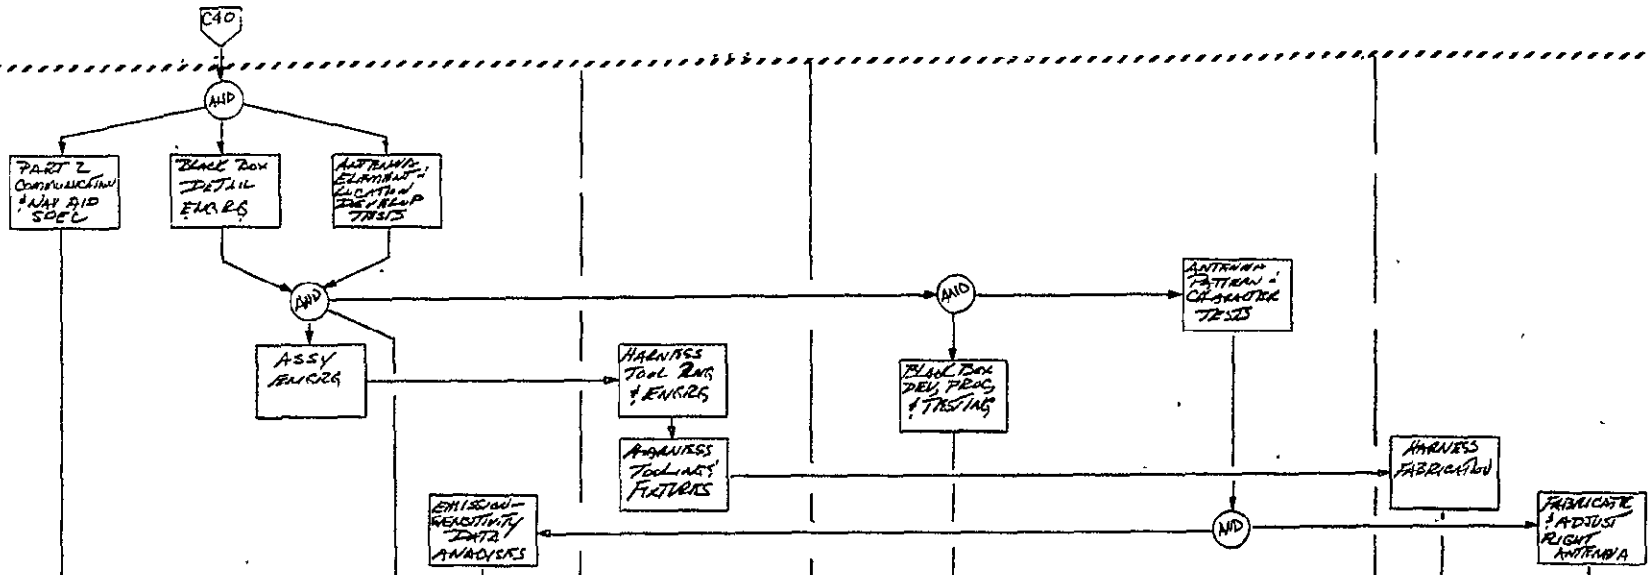 C40
AND
PART 2
COMMUNICATION
& NAV AID
SPEC
BLACK BOX
DETAIL
ENGRG
ANTENNA
ELEMENT &
LOCATION
DEVELOP
TESTS
AND
AND
ANTENNA
PATTERN &
CHARACTER
TESTS
ASSY
ENGRG
HARNESS
TOOL
& ENGRG
BLACK BOX
DEV, PROC,
& TESTING
HARNESS
TOOLING &
FIXTURES
HARNESS
FABRICATION
EMISSION-
SENSITIVITY
DATA
AND
FABRICATE
& ADJUST
FLIGHT
ANTENNA